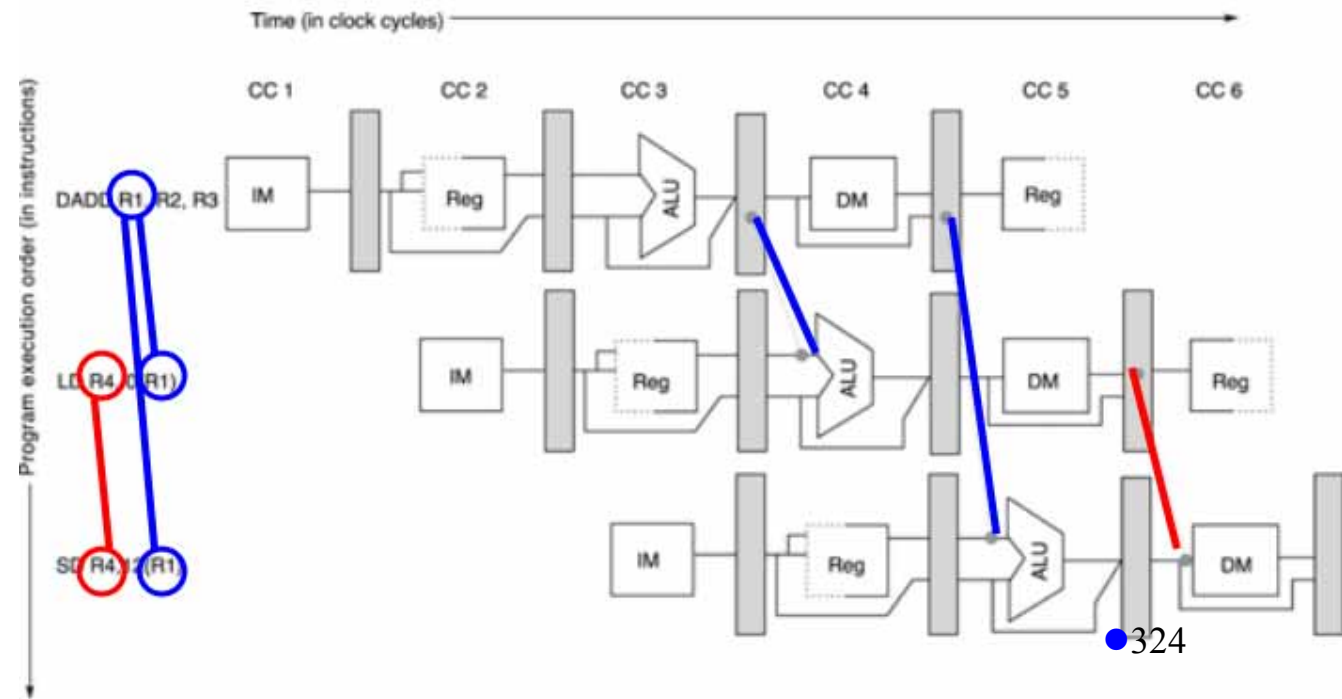 Time (in clock cycles)
Program execution order (in instructions)
CC 1 CC 2 CC 3 CC 4 CC 5 CC 6
DADD R1, R2, R3 IM Reg ALU DM Reg
LD R4, 0(R1) IM Reg ALU DM Reg
SD R4,12(R1) IM Reg ALU DM
324